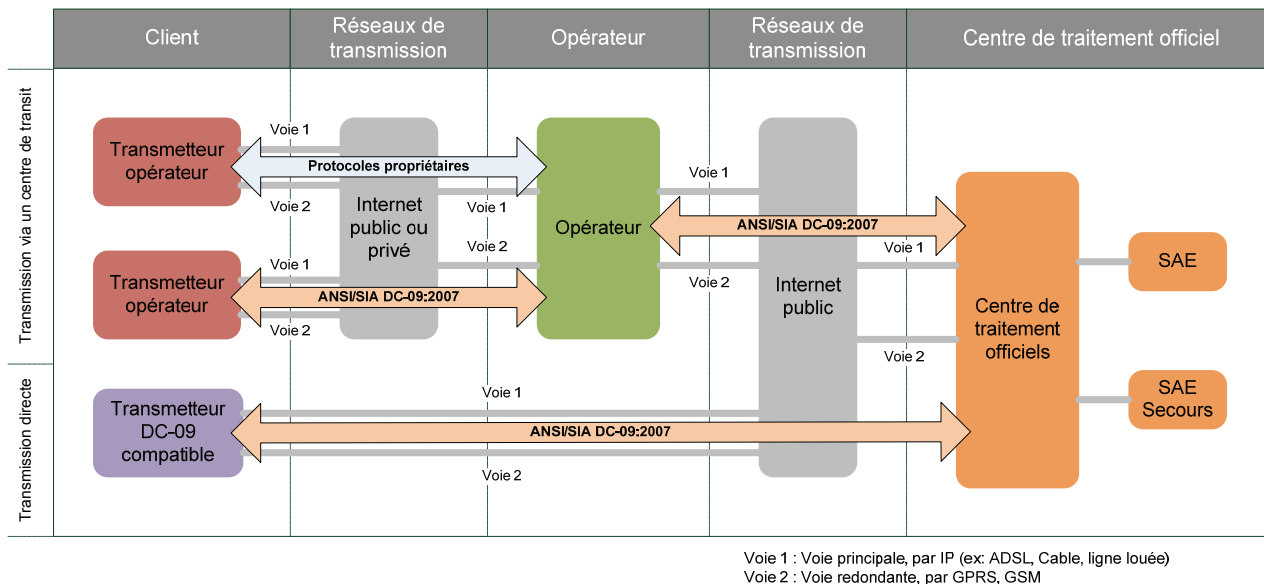 Client
Réseaux de
transmission
Opérateur
Réseaux de
transmission
Centre de traitement officiel
Transmission via un centre de transit
Transmetteur
opérateur
Voie 1
Protocoles propriétaires
Voie 2
Internet
public ou
privé
Voie 1
Voie 2
Opérateur
Voie 1
ANSI/SIA DC-09:2007
Voie 2
Internet
public
Voie 1
Voie 2
Centre de
traitement
officiels
SAE
SAE
Secours
Transmetteur
opérateur
Voie 1
ANSI/SIA DC-09:2007
Voie 2
Transmission directe
Transmetteur
DC-09
compatible
Voie 1
ANSI/SIA DC-09:2007
Voie 2
Voie 1 : Voie principale, par IP (ex: ADSL, Cable, ligne louée)
Voie 2 : Voie redondante, par GPRS, GSM